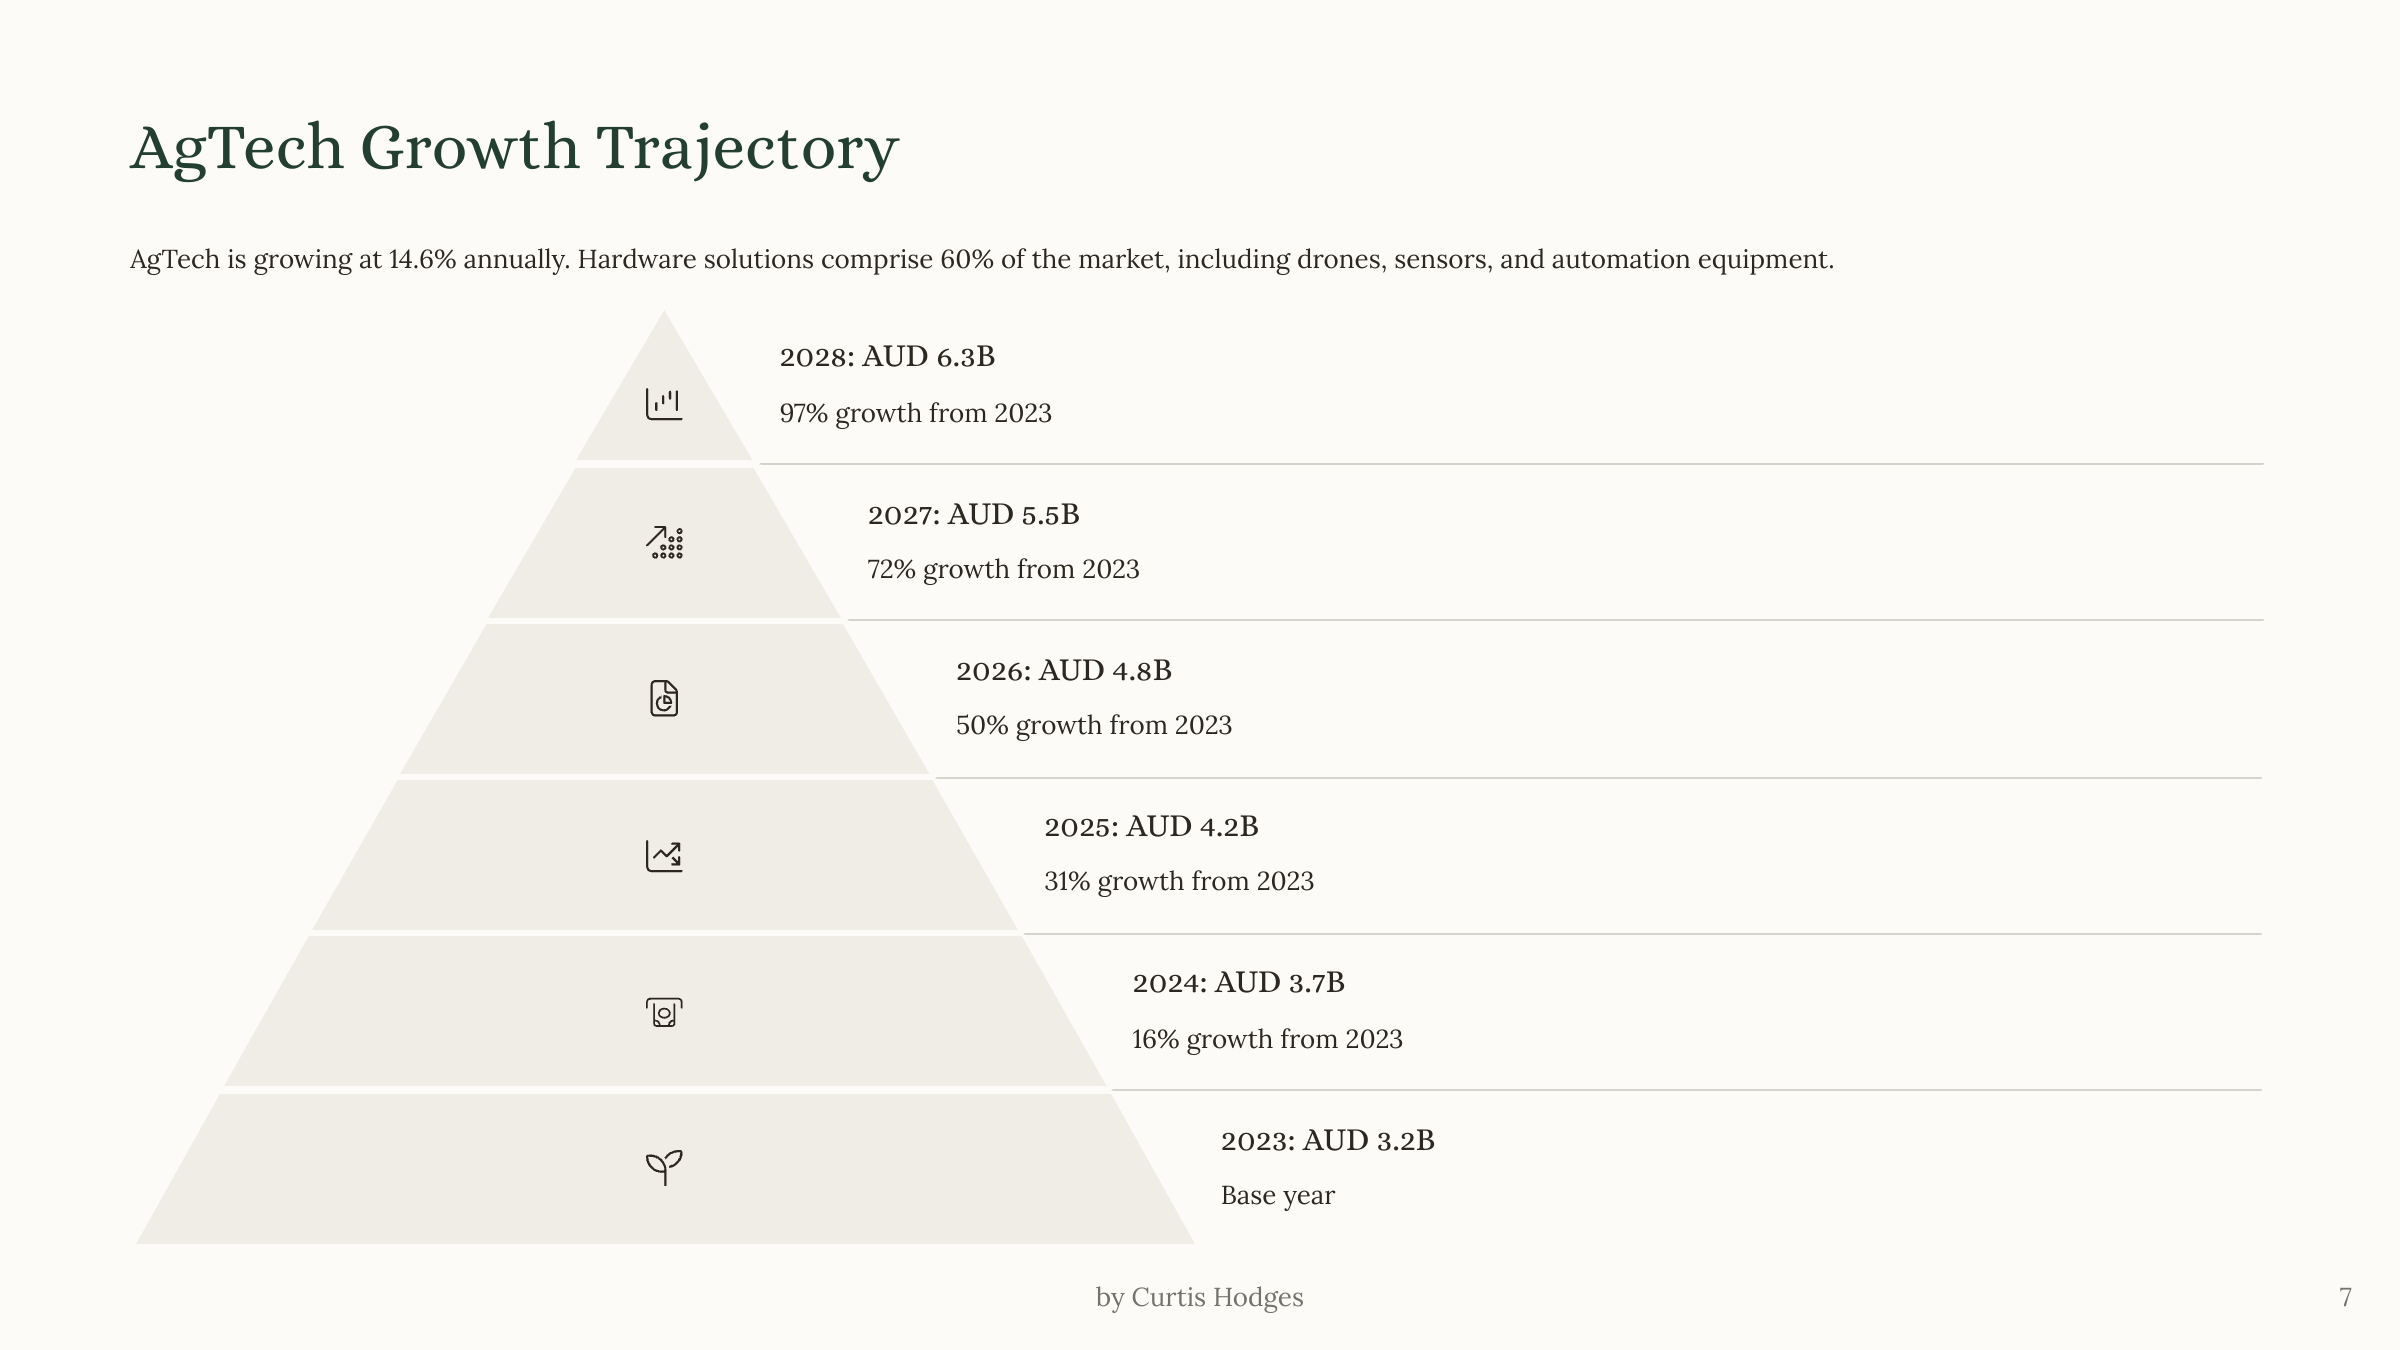 AgTech Growth Trajectory
AgTech is growing at 14.6% annually. Hardware solutions comprise 60% of the market, including drones, sensors, and automation equipment.
2028: AUD 6.3B
97% growth from 2023
2027: AUD 5.5B
72% growth from 2023
2026: AUD 4.8B
50% growth from 2023
2025: AUD 4.2B
31% growth from 2023
2024: AUD 3.7B
16% growth from 2023
2023: AUD 3.2B
Base year
by Curtis Hodges
7